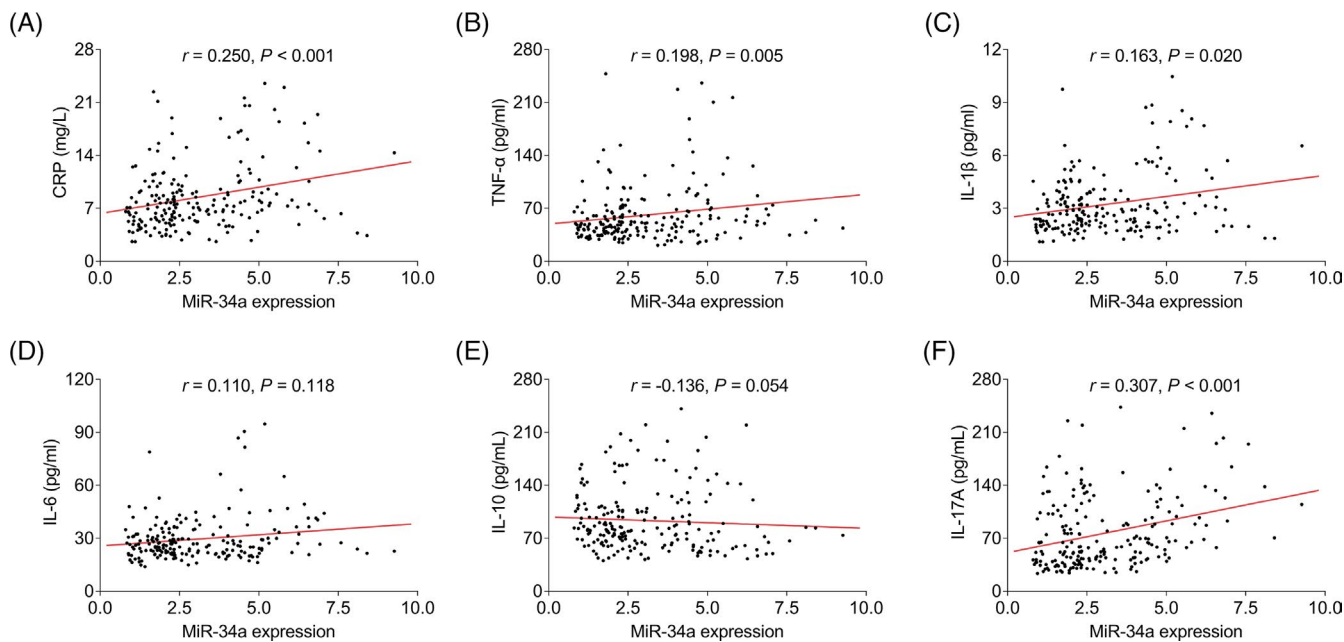 (A)
r = 0.250, P < 0.001
CRP (mg/L)
28
21
14
7
0
0.0 2.5 5.0 7.5 10.0
MiR-34a expression
(B)
r = 0.198, P = 0.005
TNF-α (pg/ml)
280
210
140
70
0
0.0 2.5 5.0 7.5 10.0
MiR-34a expression
(C)
r = 0.163, P = 0.020
IL-1β (pg/ml)
12
9
6
3
0
0.0 2.5 5.0 7.5 10.0
MiR-34a expression
(D)
r = 0.110, P = 0.118
IL-6 (pg/ml)
120
90
60
30
0
0.0 2.5 5.0 7.5 10.0
MiR-34a expression
(E)
r = -0.136, P = 0.054
IL-10 (pg/mL)
280
210
140
70
0
0.0 2.5 5.0 7.5 10.0
MiR-34a expression
(F)
r = 0.307, P < 0.001
IL-17A (pg/mL)
280
210
140
70
0
0.0 2.5 5.0 7.5 10.0
MiR-34a expression